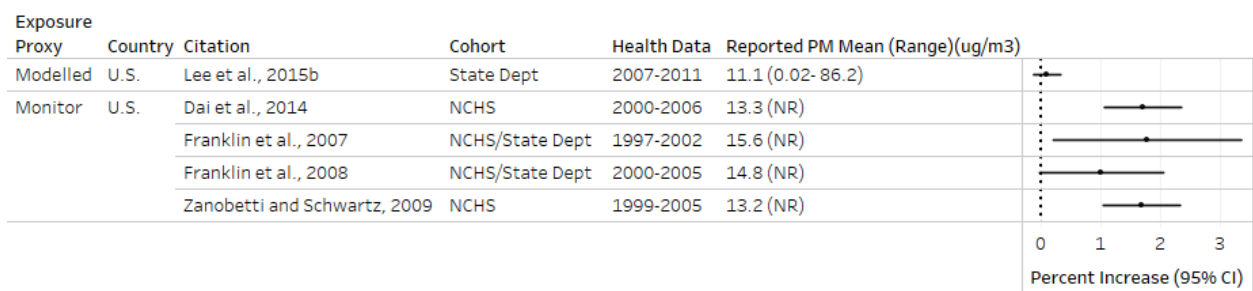 Exposure
Proxy Country Citation Cohort Health Data Reported PM Mean (Range)(ug/m3)
Modelled U.S. Lee et al., 2015b State Dept 2007-2011 11.1 (0.02- 86.2)
Monitor U.S. Dai et al., 2014 NCHS 2000-2006 13.3 (NR)
Franklin et al., 2007 NCHS/State Dept 1997-2002 15.6 (NR)
Franklin et al., 2008 NCHS/State Dept 2000-2005 14.8 (NR)
Zanobetti and Schwartz, 2009 NCHS 1999-2005 13.2 (NR)
0 1 2 3
Percent Increase (95% CI)